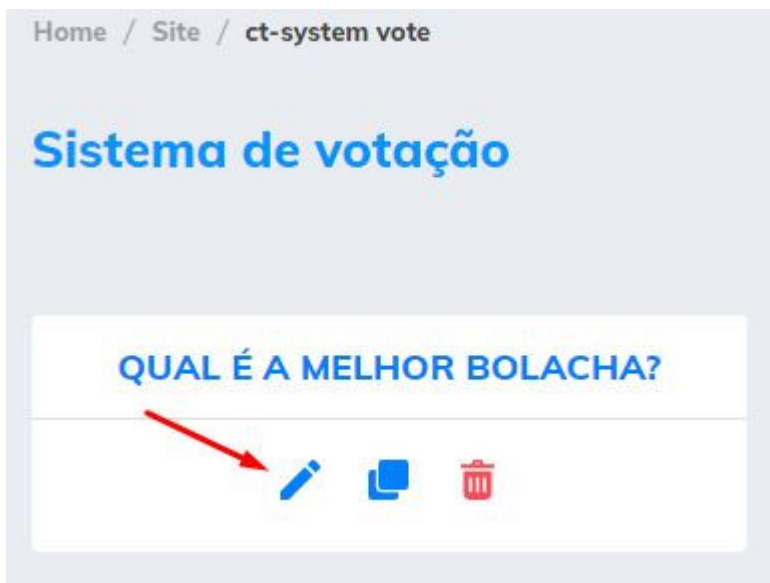 Home / Site / ct-system vote
Sistema de votação
QUAL É A MELHOR BOLACHA?